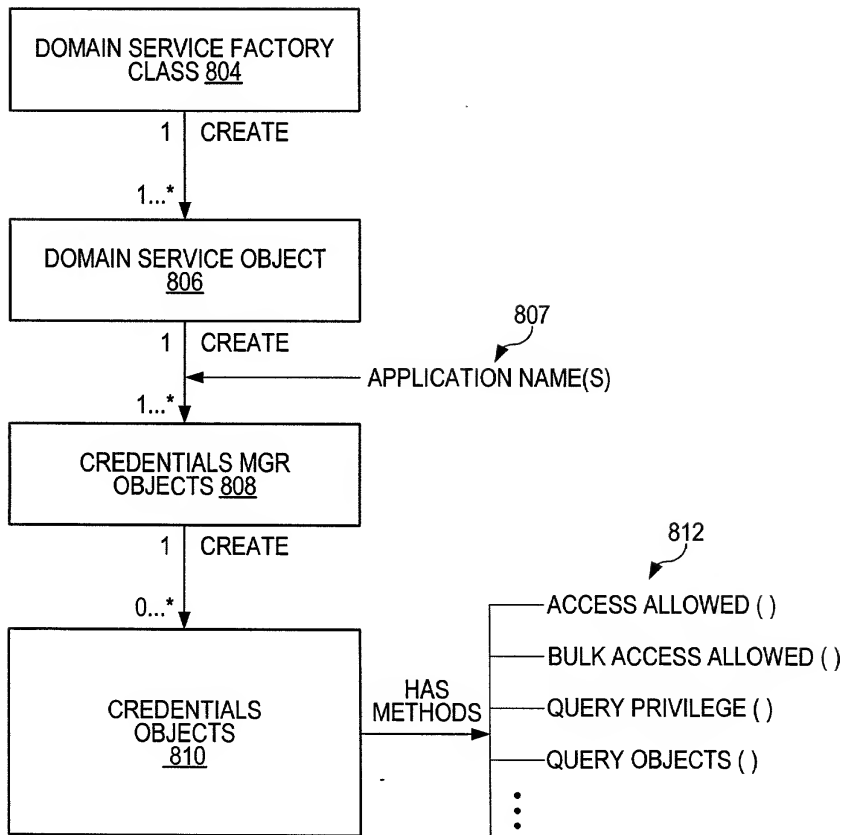 DOMAIN SERVICE FACTORY
CLASS 804
1 CREATE
1...*
DOMAIN SERVICE OBJECT
806
1 CREATE
807
APPLICATION NAME(S)
1...*
CREDENTIALS MGR
OBJECTS 808
1 CREATE
0...*
812
CREDENTIALS
OBJECTS
810
HAS
METHODS
ACCESS ALLOWED ( )
BULK ACCESS ALLOWED ( )
QUERY PRIVILEGE ( )
QUERY OBJECTS ( )